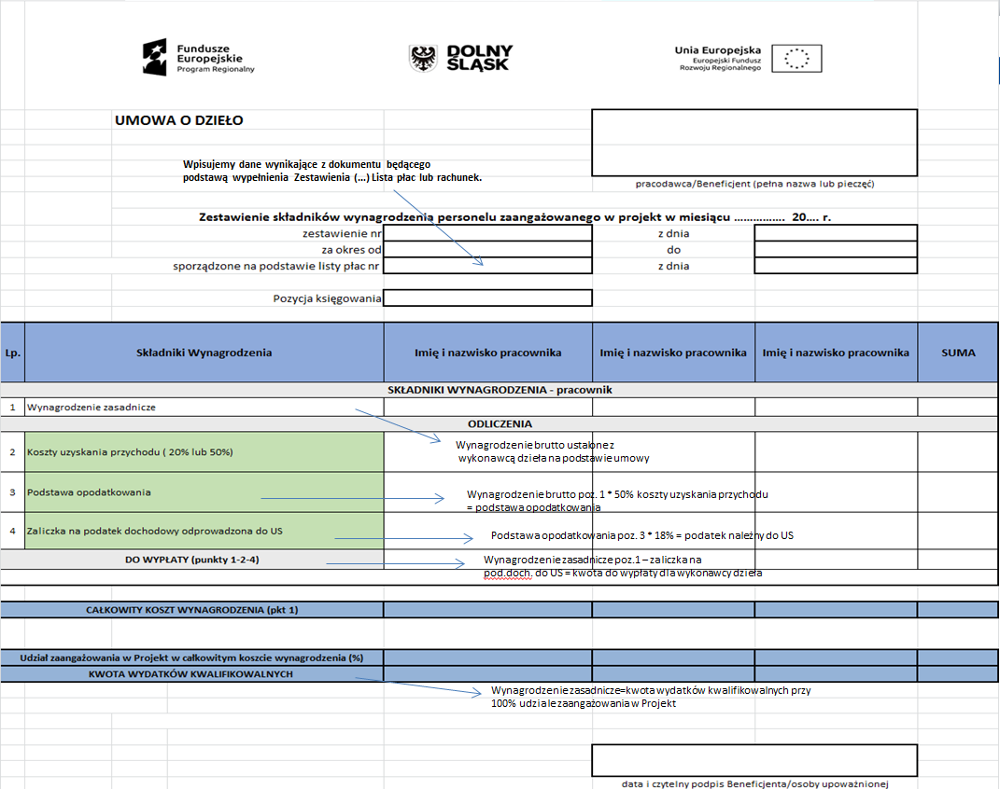 Fundusze
Europejskie
Program Regionalny
DOLNY
ŚLĄSK
Unia Europejska
Europejski Fundusz
Rozwoju Regionalnego
UMOWA O DZIEŁO
Wpisujemy dane wynikające z dokumentu będącego
podstawą wypełnienia Zestawienia (...) Lista płac lub rachunek.
pracodawca/Beneficjent (pełna nazwa lub pieczęć)
Zestawienie składników wynagrodzenia personelu zaangażowanego w projekt w miesiącu ……………. 20.... r.
zestawienie nr z dnia
za okres od do
sporządzone na podstawie listy płac nr z dnia
Pozycja księgowania
Lp. Składniki Wynagrodzenia Imię i nazwisko pracownika Imię i nazwisko pracownika Imię i nazwisko pracownika SUMA
SKŁADNIKI WYNAGRODZENIA - pracownik
1 Wynagrodzenie zasadnicze
ODLICZENIA
2 Koszty uzyskania przychodu ( 20% lub 50%)
Wynagrodzenie brutto ustalone z
wykonawcą dzieła na podstawie umowy
3 Podstawa opodatkowania
Wynagrodzenie brutto poz. 1 * 50% koszty uzyskania przychodu
= podstawa opodatkowania
4 Zaliczka na podatek dochodowy odprowadzona do US
Podstawa opodatkowania poz. 3 * 18% = podatek należny do US
DO WYPŁATY (punkty 1-2-4)
Wynagrodzenie zasadnicze poz.1 – zaliczka na
pod.doch. do US = kwota do wypłaty dla wykonawcy dzieła
CAŁKOWITY KOSZT WYNAGRODZENIA (pkt 1)
Udział zaangażowania w Projekt w całkowitym koszcie wynagrodzenia (%)
KWOTA WYDATKÓW KWALIFIKOWALNYCH
Wynagrodzenie zasadnicze=kwota wydatków kwalifikowalnych przy
100% udziale zaangażowania w Projekt
data i czytelny podpis Beneficjenta/osoby upoważnionej